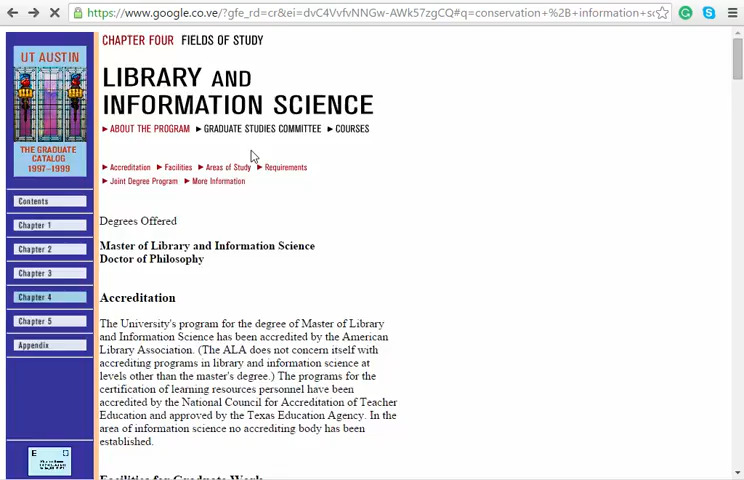 https://www.google.co.ve/?gfe_rd=cr&ei=dvC4VvfvNNGw-AWk57zgCQ#q=conservation+%2B+information+sc
CHAPTER FOUR FIELDS OF STUDY
UT AUSTIN
LIBRARY AND
INFORMATION SCIENCE
ABOUT THE PROGRAM GRADUATE STUDIES COMMITTEE COURSES
THE GRADUATE
CATALOG
1997-1999
Accreditation Facilities Areas of Study Requirements
Joint Degree Program More Information
Contents
Chapter 1
Chapter 2
Chapter 3
Chapter 4
Chapter 5
Appendix
Degrees Offered
Master of Library and Information Science
Doctor of Philosophy
Accreditation
The University's program for the degree of Master of Library
and Information Science has been accredited by the American
Library Association. (The ALA does not concern itself with
accrediting programs in library and information science at
levels other than the master's degree.) The programs for the
certification of learning resources personnel have been
accredited by the National Council for Accreditation of Teacher
Education and approved by the Texas Education Agency. In the
area of information science no accrediting body has been
established.
Facilities for Graduate Work